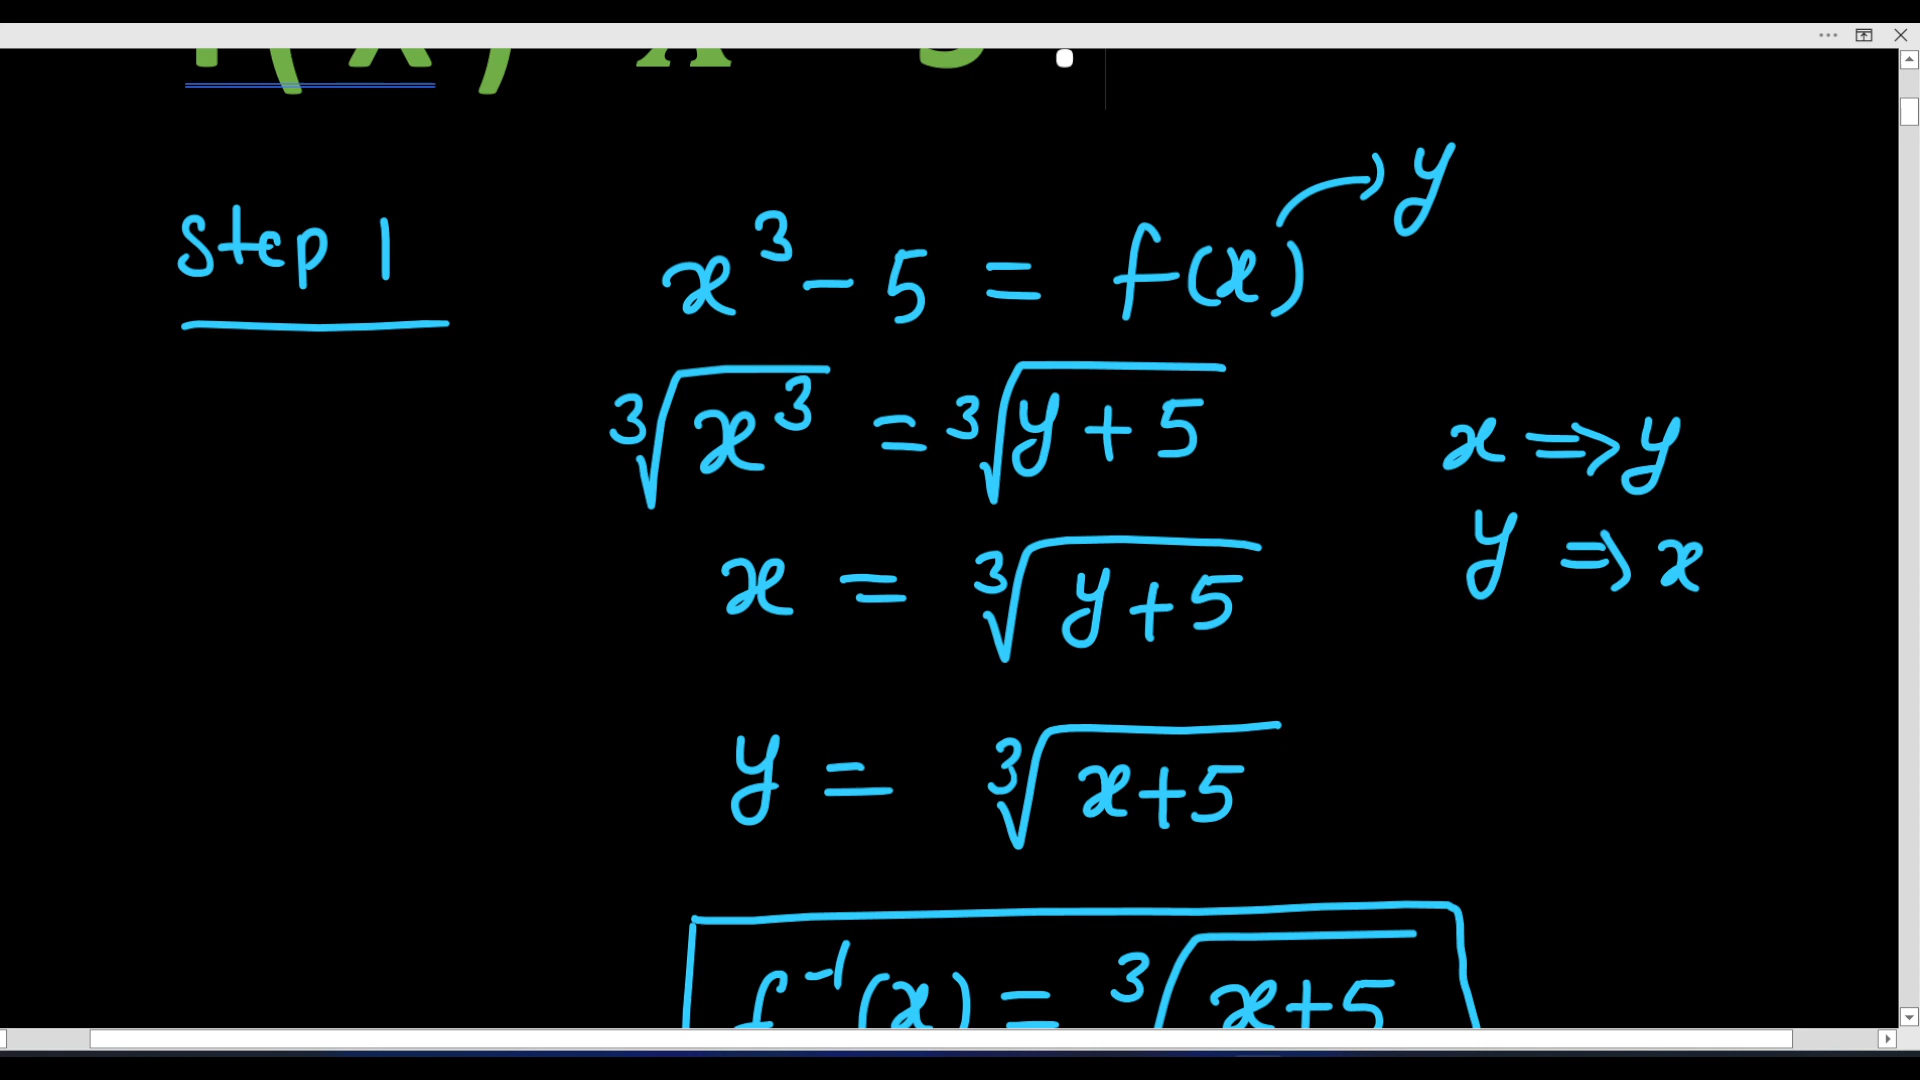 Step 1
x³ - 5 = f(x) → y
∛x³ = ∛y + 5
x ⇒ y
y ⇒ x
x = ∛y + 5
y = ∛x + 5
f⁻¹(x) = ∛x + 5